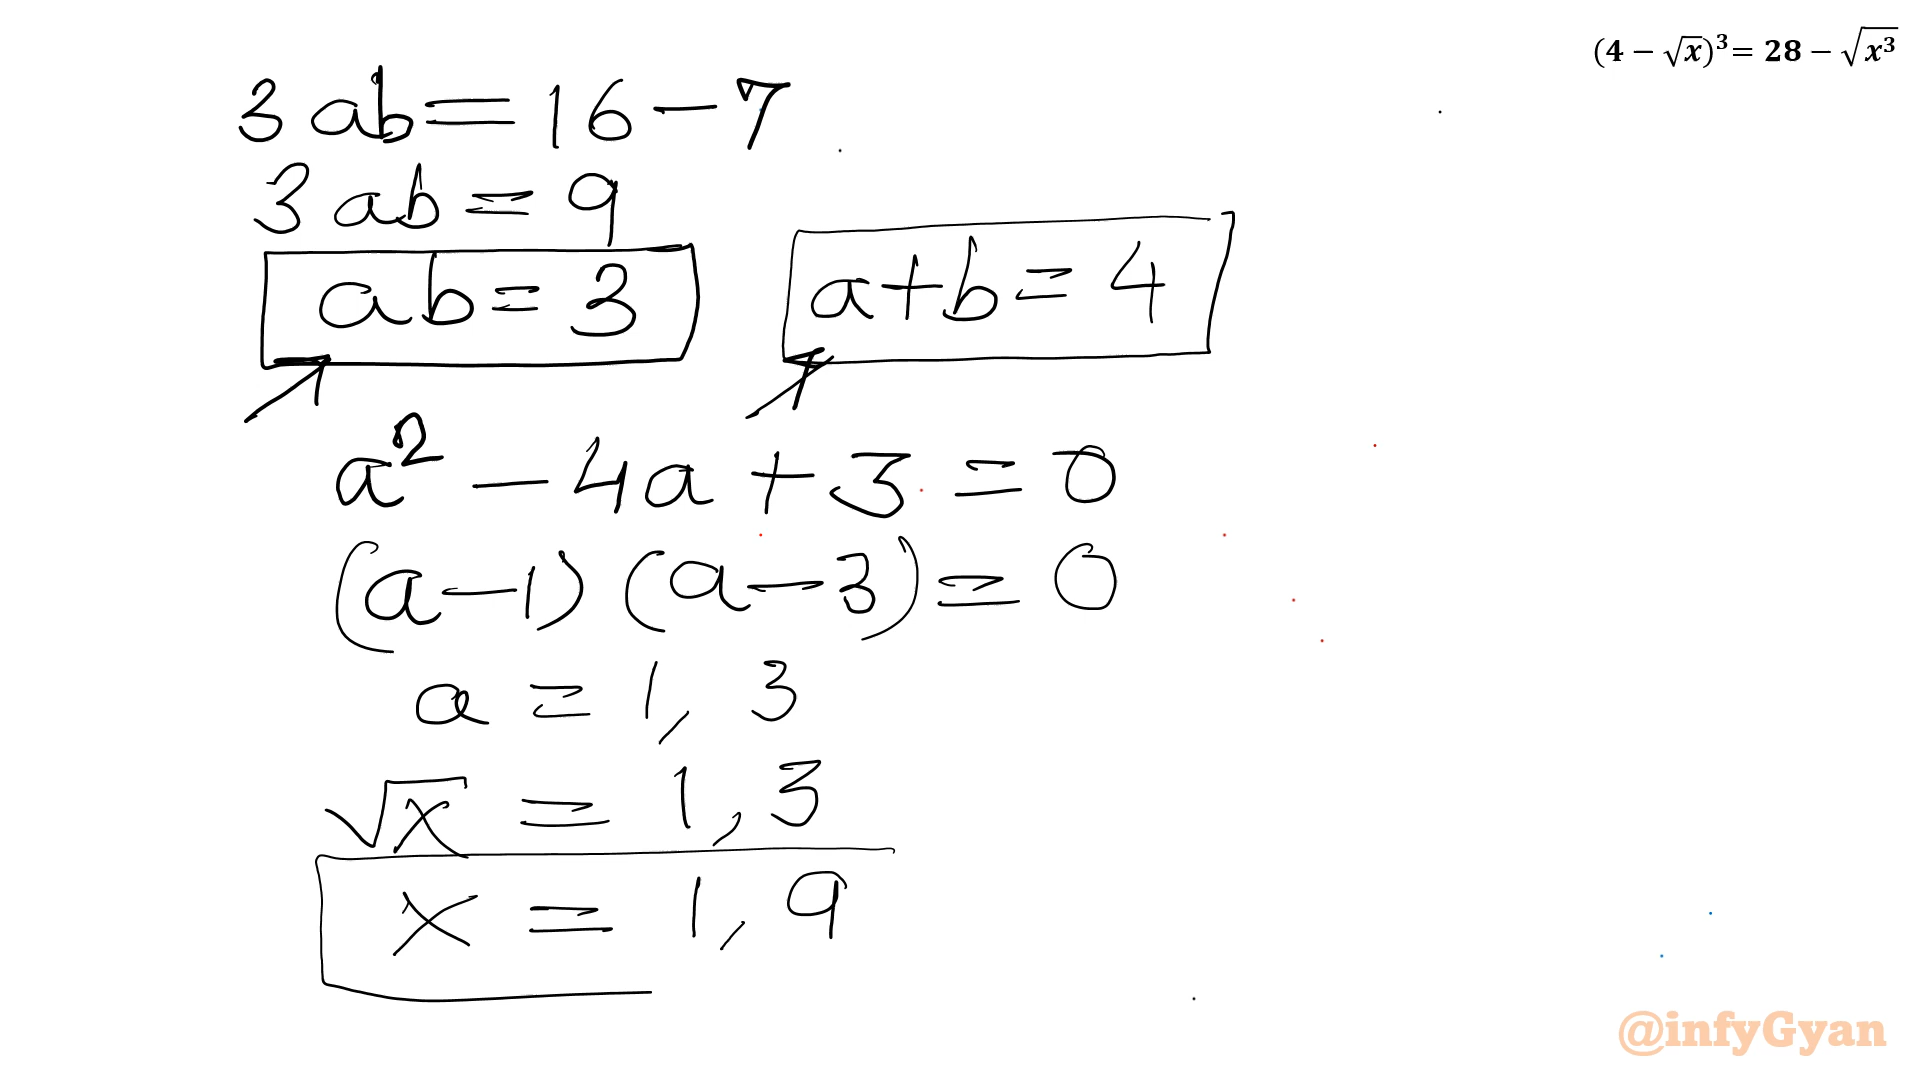 (4 − √x)³= 28 − √x³
3ab = 16 − 7
3ab = 9
ab = 3
a + b = 4
a² − 4a + 3 = 0
(a − 1) (a − 3) = 0
a = 1, 3
√x = 1, 3
x = 1, 9
@infyGyan